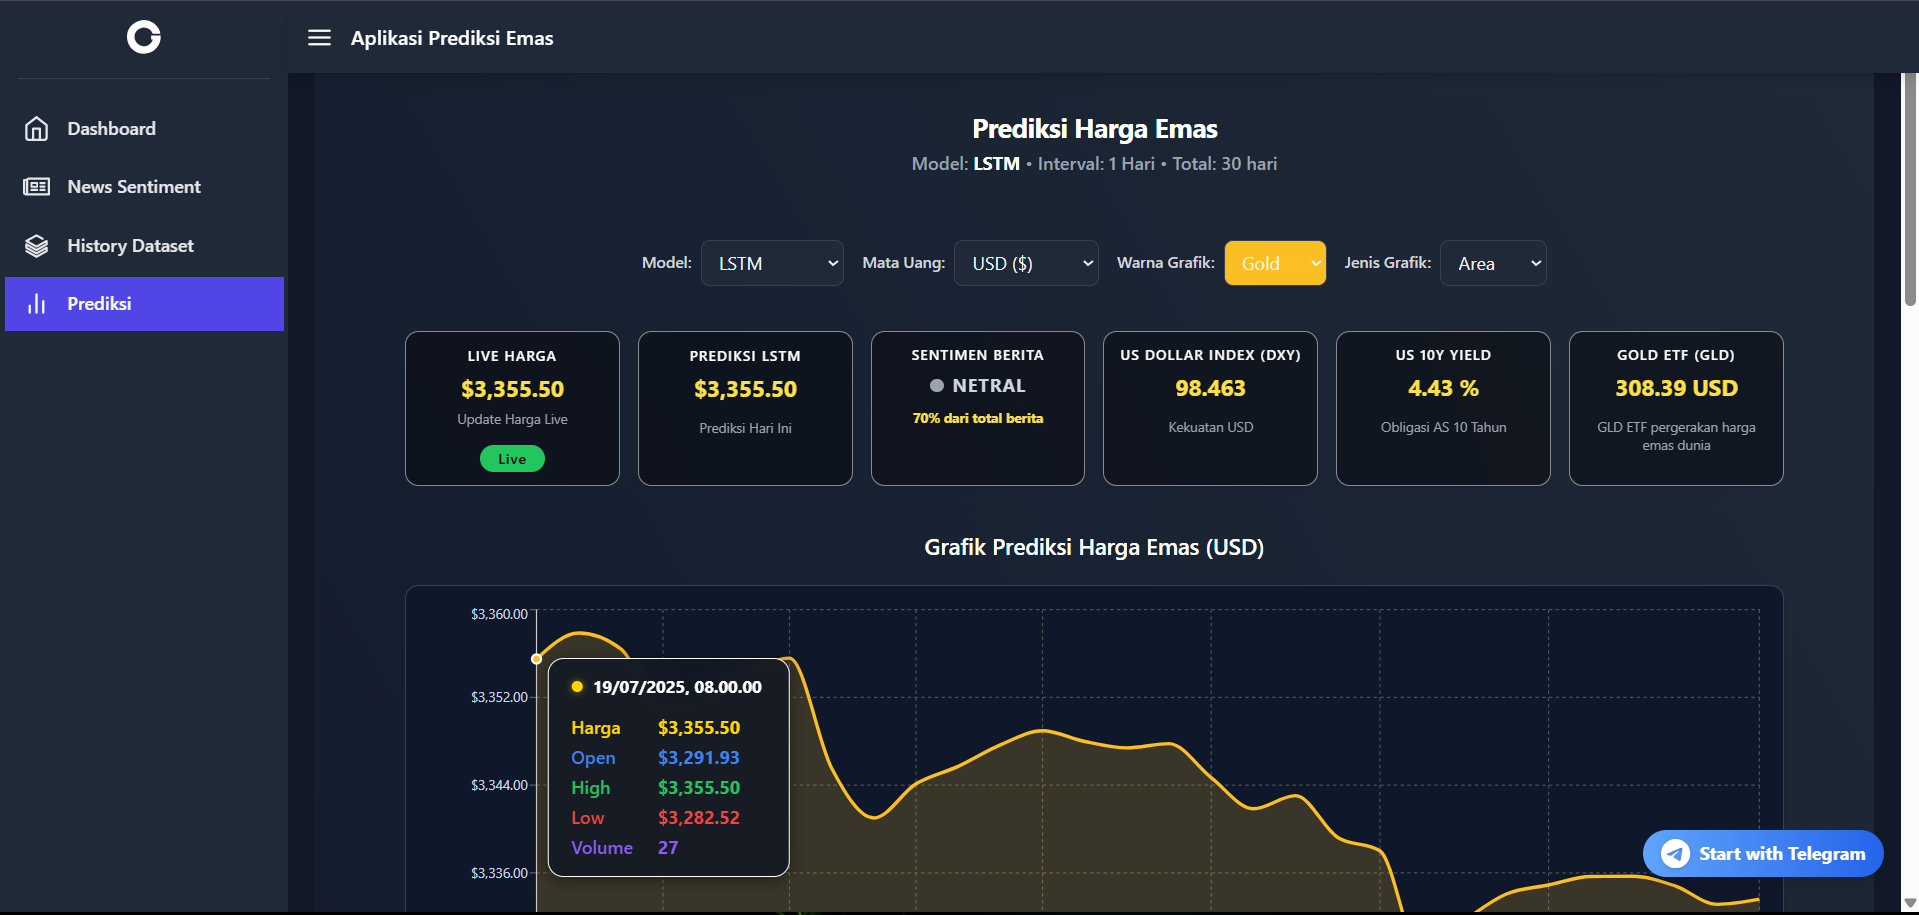 Aplikasi Prediksi Emas
Dashboard
News Sentiment
History Dataset
Prediksi
Prediksi Harga Emas
Model: LSTM • Interval: 1 Hari • Total: 30 hari
Model: LSTM Mata Uang: USD ($) Warna Grafik: Gold Jenis Grafik: Area
LIVE HARGA
$3,355.50
Update Harga Live
Live
PREDIKSI LSTM
$3,355.50
Prediksi Hari Ini
SENTIMEN BERITA
NETRAL
70% dari total berita
US DOLLAR INDEX (DXY)
98.463
Kekuatan USD
US 10Y YIELD
4.43 %
Obligasi AS 10 Tahun
GOLD ETF (GLD)
308.39 USD
GLD ETF pergerakan harga
emas dunia
Grafik Prediksi Harga Emas (USD)
$3,360.00
$3,352.00
$3,344.00
$3,336.00
19/07/2025, 08.00.00
Harga $3,355.50
Open $3,291.93
High $3,355.50
Low $3,282.52
Volume 27
Start with Telegram